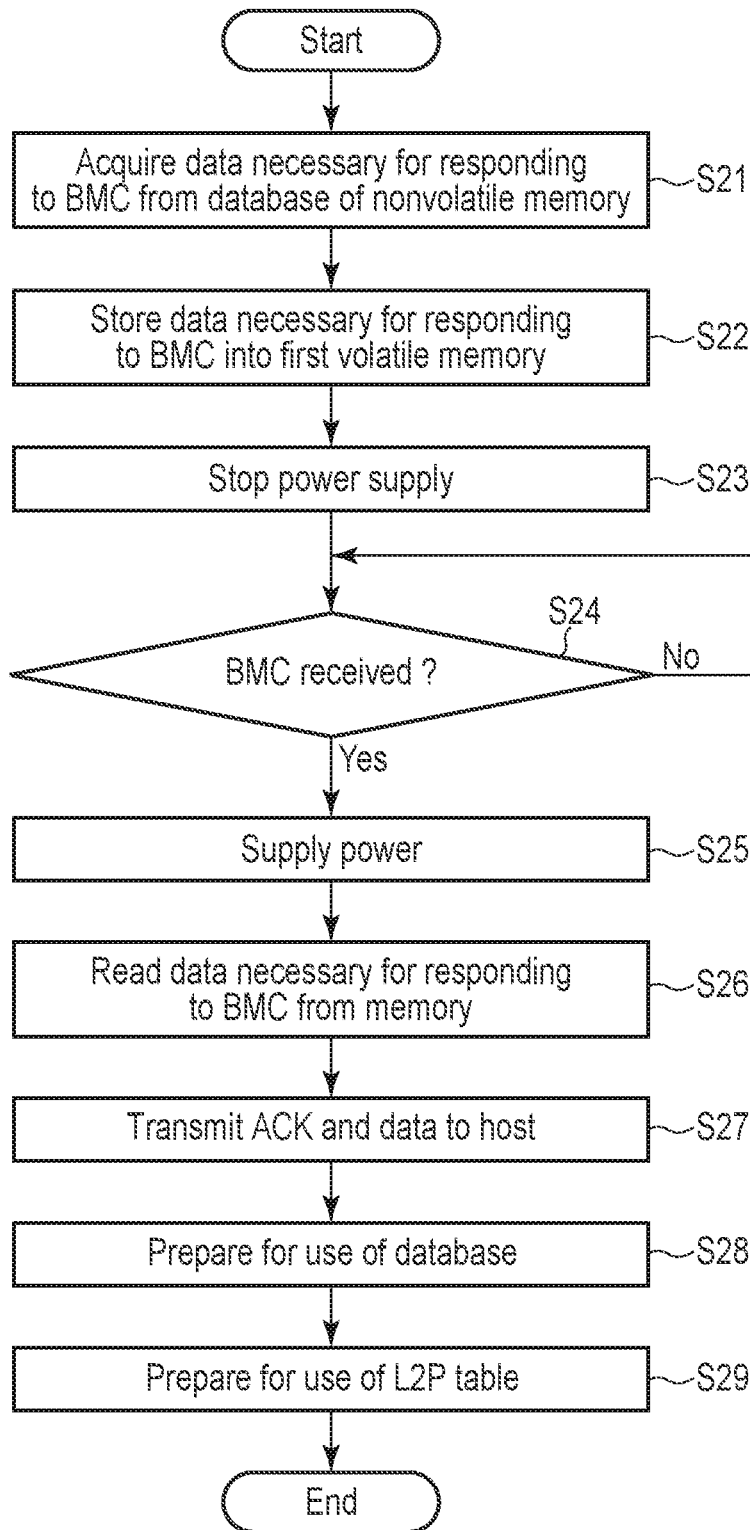 Start
Acquire data necessary for responding
to BMC from database of nonvolatile memory
S21
Store data necessary for responding
to BMC into first volatile memory
S22
Stop power supply
S23
S24
BMC received ?
No
Yes
Supply power
S25
Read data necessary for responding
to BMC from memory
S26
Transmit ACK and data to host
S27
Prepare for use of database
S28
Prepare for use of L2P table
S29
End